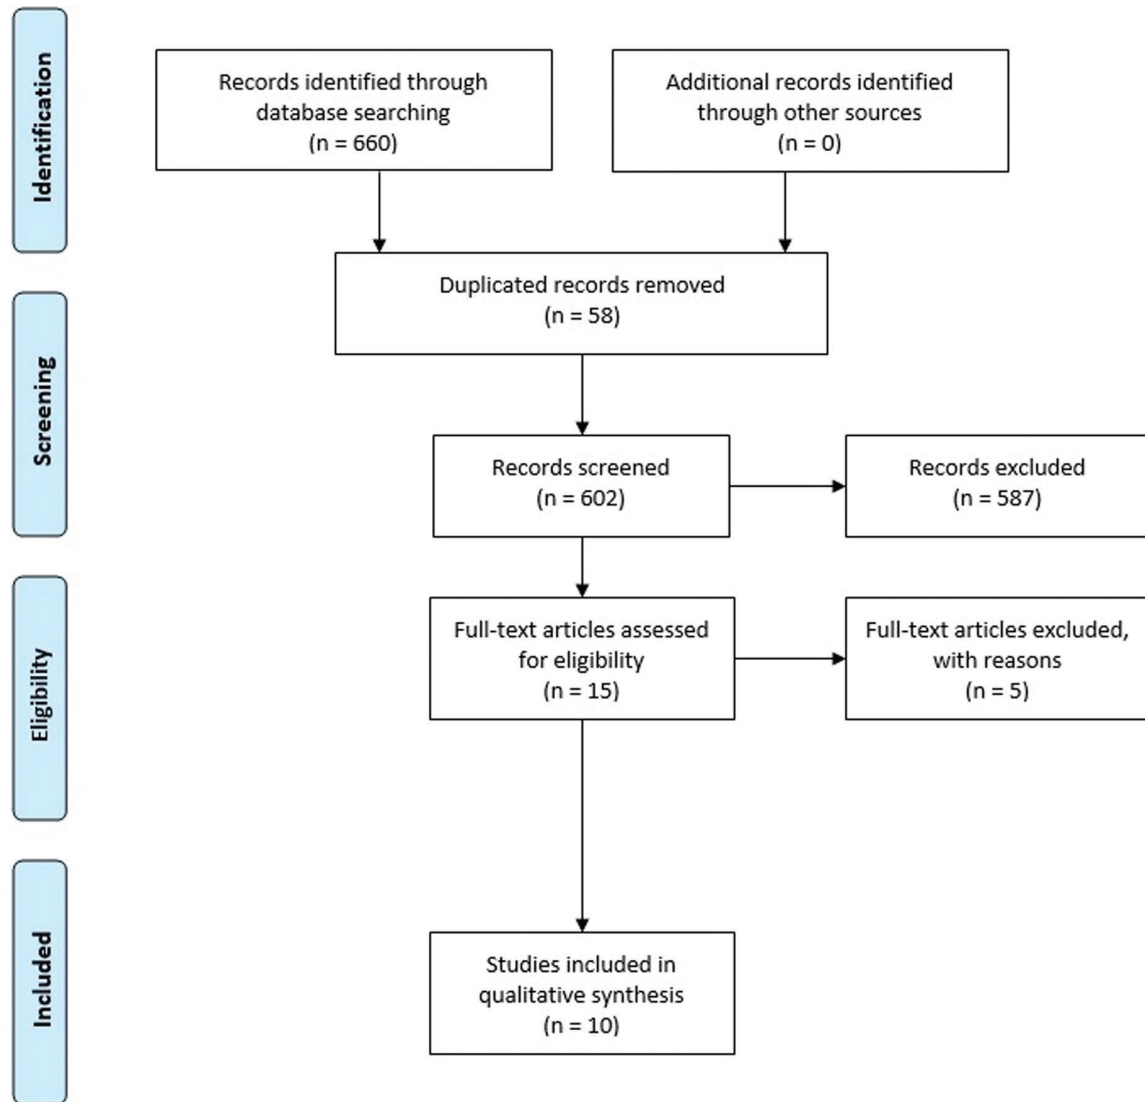 Identification
Records identified through
database searching
(n = 660)
Additional records identified
through other sources
(n = 0)
Duplicated records removed
(n = 58)
Screening
Records screened
(n = 602)
Records excluded
(n = 587)
Eligibility
Full-text articles assessed
for eligibility
(n = 15)
Full-text articles excluded,
with reasons
(n = 5)
Included
Studies included in
qualitative synthesis
(n = 10)